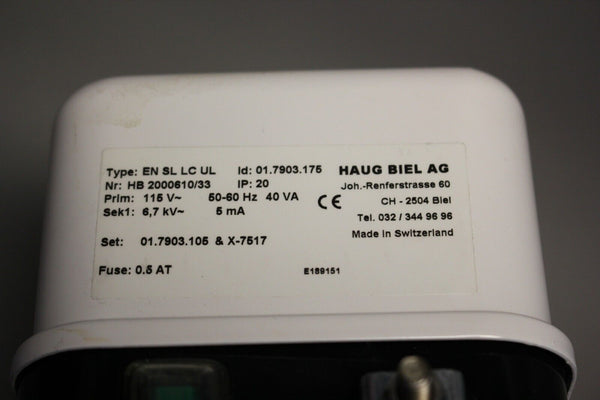 Type: EN SL LC UL Id: 01.7903.175
Nr: HB 2000610/33 IP: 20
Prim: 115 V~ 50-60 Hz 40 VA
Sek1: 6,7 kV~ 5 mA
Set: 01.7903.105 & X-7517
Fuse: 0.5 AT
CE
HAUG BIEL AG
Joh.-Renferstrasse 60
CH - 2504 Biel
Tel. 032 / 344 96 96
Made in Switzerland
E189151